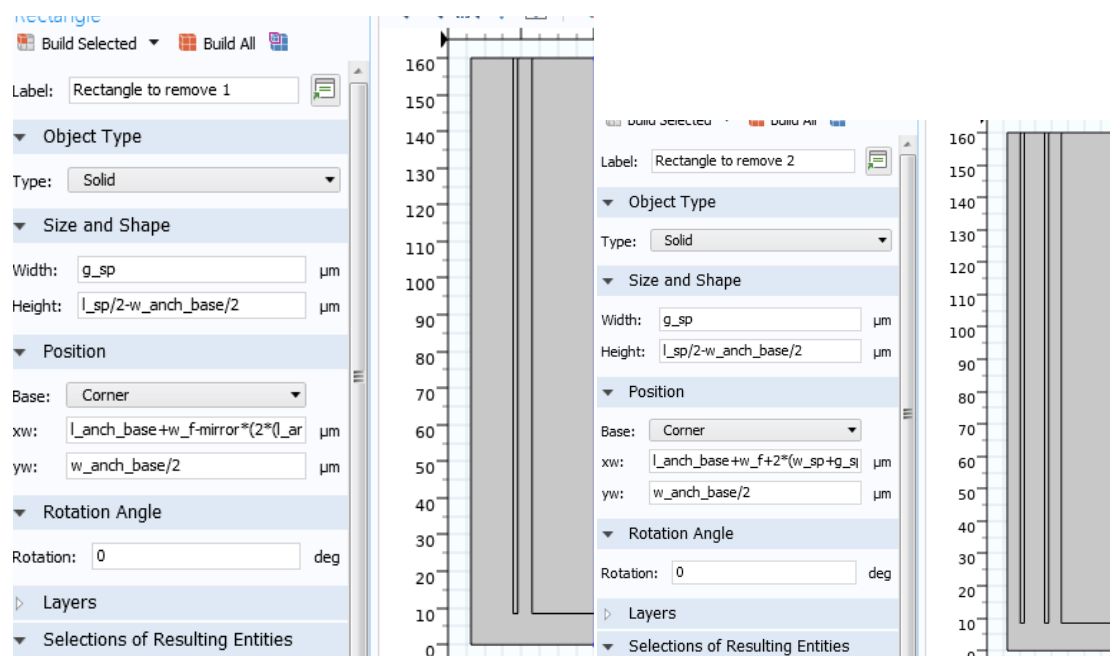 Rectangle
Build Selected Build All
Label: Rectangle to remove 1
Object Type
Type: Solid
Size and Shape
Width: g_sp µm
Height: l_sp/2-w_anch_base/2 µm
Position
Base: Corner
xw: l_anch_base+w_f-mirror*(2*(l_ar µm
yw: w_anch_base/2 µm
Rotation Angle
Rotation: 0 deg
Layers
Selections of Resulting Entities
160
150
140
130
120
110
100
90
80
70
60
50
40
30
20
10
0
Build Selected Build All
Label: Rectangle to remove 2
Object Type
Type: Solid
Size and Shape
Width: g_sp µm
Height: l_sp/2-w_anch_base/2 µm
Position
Base: Corner
xw: l_anch_base+w_f+2*(w_sp+g_s µm
yw: w_anch_base/2 µm
Rotation Angle
Rotation: 0 deg
Layers
Selections of Resulting Entities
160
150
140
130
120
110
100
90
80
70
60
50
40
30
20
10
0